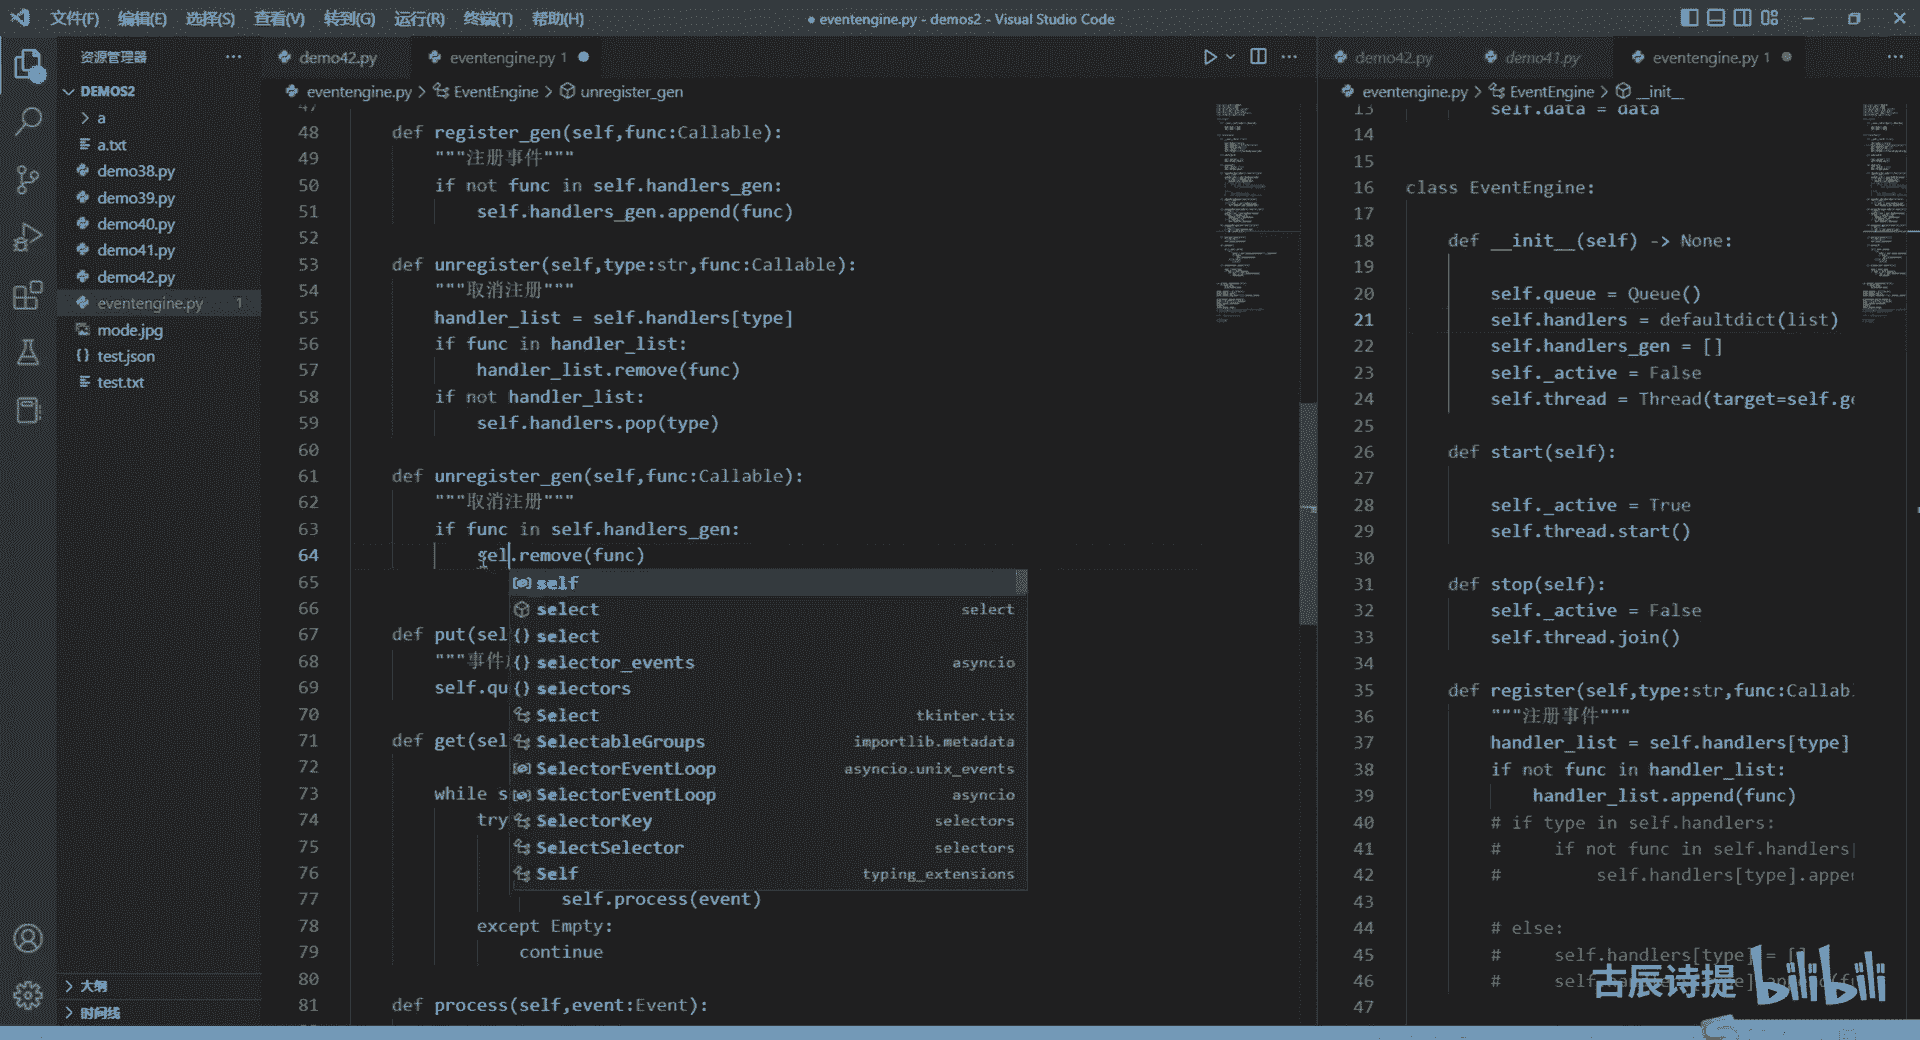 文件(F) 编辑(E) 选择(S) 查看(V) 转到(G) 运行(R) 终端(T) 帮助(H)
● eventengine.py - demos2 - Visual Studio Code
资源管理器
DEMOS2
a
a.txt
demo38.py
demo39.py
demo40.py
demo41.py
demo42.py
eventengine.py 1
mode.jpg
test.json
test.txt
大纲
时间线
demo42.py eventengine.py 1
eventengine.py > EventEngine > unregister_gen
47
48 def register_gen(self,func:Callable):
49 """注册事件"""
50 if not func in self.handlers_gen:
51 self.handlers_gen.append(func)
52
53 def unregister(self,type:str,func:Callable):
54 """取消注册"""
55 handler_list = self.handlers[type]
56 if func in handler_list:
57 handler_list.remove(func)
58 if not handler_list:
59 self.handlers.pop(type)
60
61 def unregister_gen(self,func:Callable):
62 """取消注册"""
63 if func in self.handlers_gen:
64 sel.remove(func)
65
66
67 def put(sel
68 """事件
69 self.qu
70
71 def get(sel
72
73 while s
74 try
75
76
77 self.process(event)
78 except Empty:
79 continue
80
81 def process(self,event:Event):
self
select select
select
selector_events asyncio
selectors
Select tkinter.tix
SelectableGroups importlib.metadata
SelectorEventLoop asyncio.unix_events
SelectorEventLoop asyncio
SelectorKey selectors
SelectSelector selectors
Self typing_extensions
demo42.py demo41.py eventengine.py 1
eventengine.py > EventEngine > __init__
13 self.data = data
14
15
16 class EventEngine:
17
18 def __init__(self) -> None:
19
20 self.queue = Queue()
21 self.handlers = defaultdict(list)
22 self.handlers_gen = []
23 self._active = False
24 self.thread = Thread(target=self.ge
25
26 def start(self):
27
28 self._active = True
29 self.thread.start()
30
31 def stop(self):
32 self._active = False
33 self.thread.join()
34
35 def register(self,type:str,func:Callab
36 """注册事件"""
37 handler_list = self.handlers[type]
38 if not func in handler_list:
39 handler_list.append(func)
40 # if type in self.handlers:
41 # if not func in self.handlers[
42 # self.handlers[type].appe
43
44 # else:
45 # self.handlers[type] = [
46 #
47
古辰诗提 bilibili